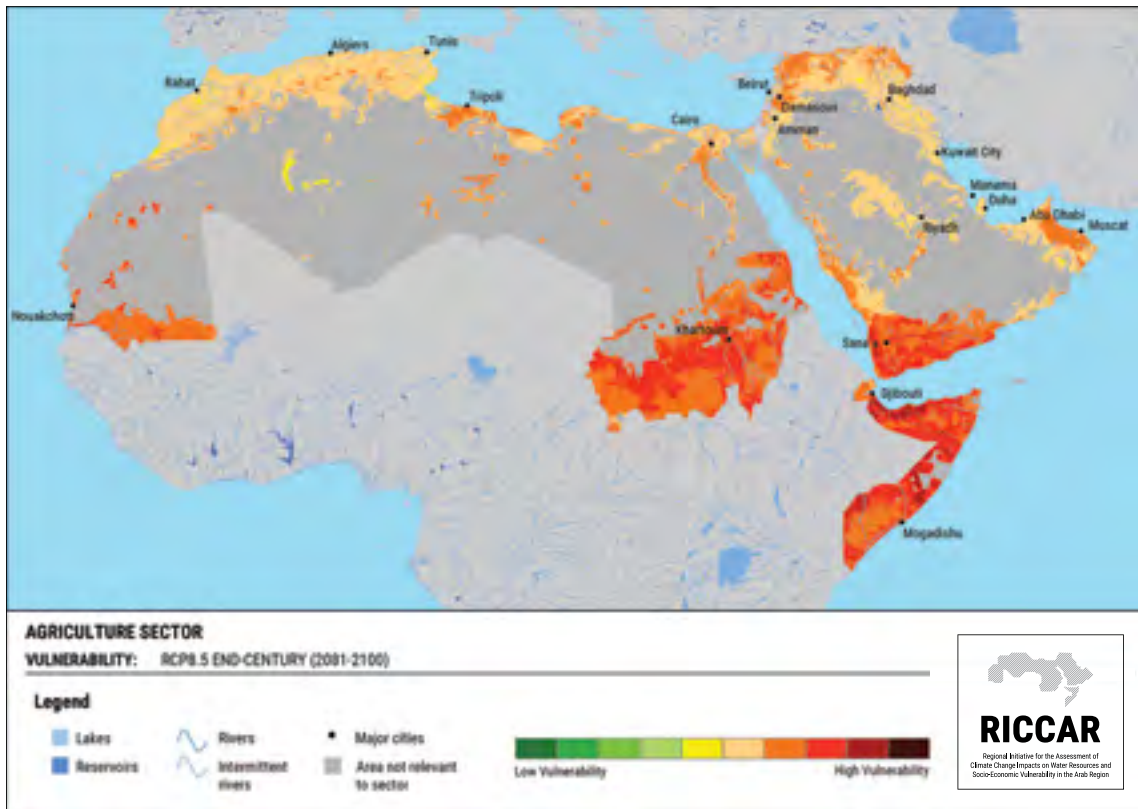 Algiers
Tunis
Rabat
Tripoli
Beirut
Damascus
Baghdad
Cairo
Amman
Kuwait City
Manama
Doha
Abu Dhabi
Muscat
Riyadh
Nouakchott
Khartoum
Sana'a
Djibouti
Mogadishu
AGRICULTURE SECTOR
VULNERABILITY: RCP8.5 END-CENTURY (2081-2100)
Legend
Lakes
Rivers
Major cities
Reservoirs
Intermittent
rivers
Area not relevant
to sector
Low Vulnerability
High Vulnerability
RICCAR
Regional Initiative for the Assessment of
Climate Change Impacts on Water Resources and
Socio-Economic Vulnerability in the Arab Region